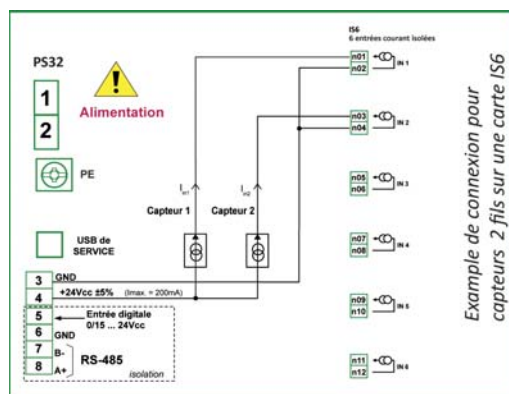 IS6
6 entrées courant isolées
PS32
1
2
Alimentation
PE
USB de
SERVICE
3 GND
4 +24Vcc ±5% (Imax. = 200mA)
5 Entrée digitale
0/15 ... 24Vcc
6 GND
7 B-
8 A+
RS-485
isolation
Capteur 1
Capteur 2
Iin1
Iin2
n01
n02
IN 1
n03
n04
IN 2
n05
n06
IN 3
n07
n08
IN 4
n09
n10
IN 5
n11
n12
IN 6
Example de connexion pour
capteurs 2 fils sur une carte IS6